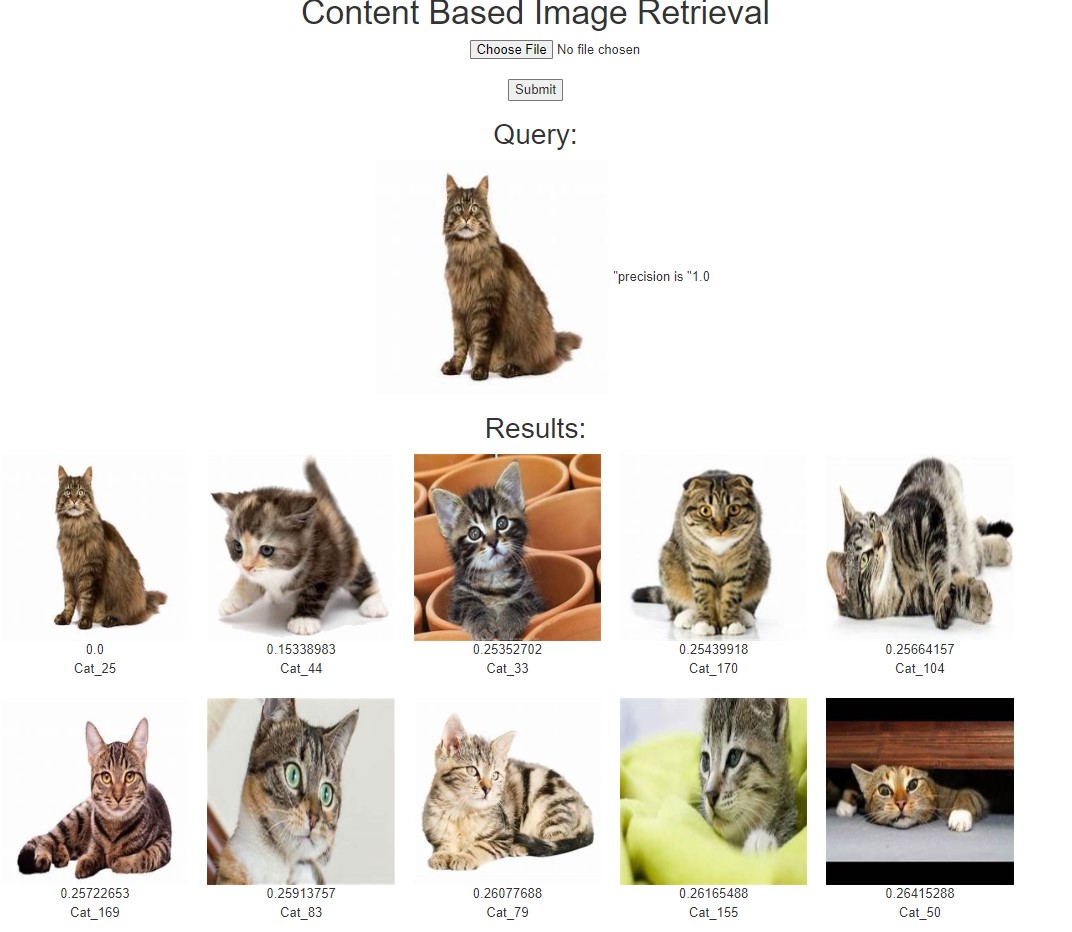 Content Based Image Retrieval
Choose File No file chosen
Submit
Query:
"precision is "1.0
Results:
0.0 0.15338983 0.25352702 0.25439918 0.25664157
Cat_25 Cat_44 Cat_33 Cat_170 Cat_104
0.25722653 0.25913757 0.26077688 0.26165488 0.26415288
Cat_169 Cat_83 Cat_79 Cat_155 Cat_50